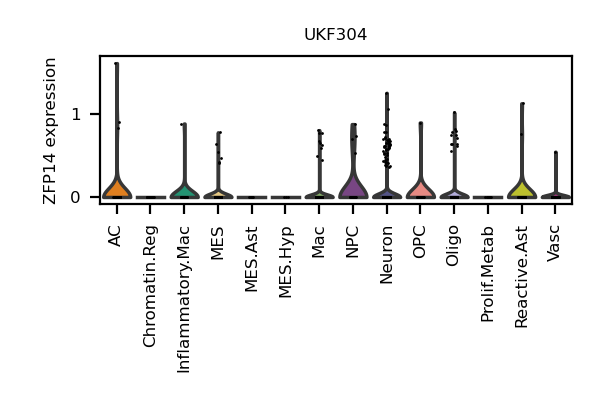 UKF304
ZFP14 expression
1
0
AC
Chromatin.Reg
Inflammatory.Mac
MES
MES.Ast
MES.Hyp
Mac
NPC
Neuron
OPC
Oligo
Prolif.Metab
Reactive.Ast
Vasc